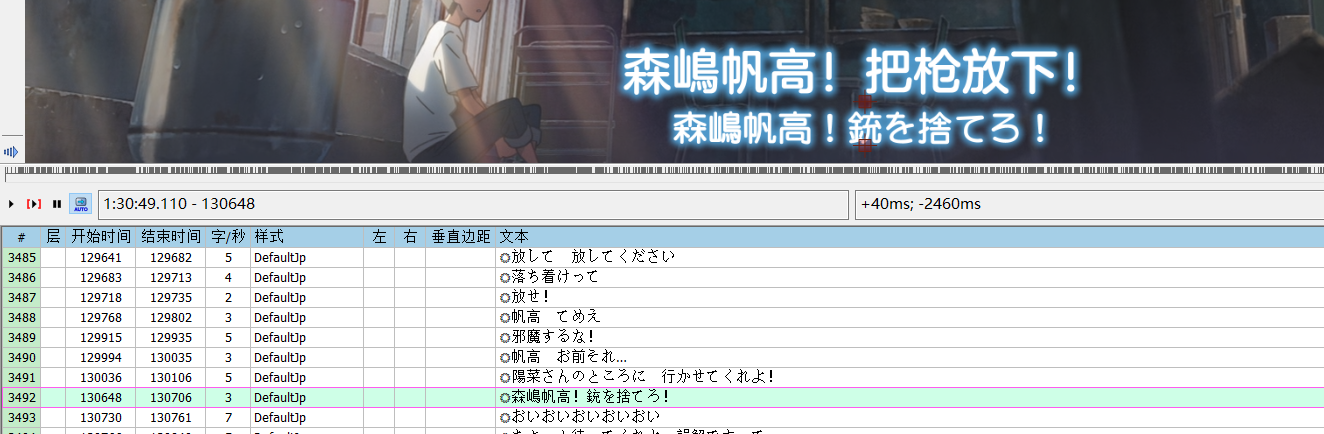 森嶋帆高！把枪放下！
森嶋帆高！銃を捨てろ！
AUTO 1:30:49.110 - 130648 +40ms; -2460ms
# 层 开始时间 结束时间 字/秒 样式 左 右 垂直边距 文本
3485 129641 129682 5 DefaultJp 放して　放してください
3486 129683 129713 4 DefaultJp 落ち着けって
3487 129718 129735 2 DefaultJp 放せ！
3488 129768 129802 3 DefaultJp 帆高　てめえ
3489 129915 129935 5 DefaultJp 邪魔するな！
3490 129994 130035 3 DefaultJp 帆高　お前それ…
3491 130036 130106 5 DefaultJp 陽菜さんのところに　行かせてくれよ！
3492 130648 130706 3 DefaultJp 森嶋帆高！銃を捨てろ！
3493 130730 130761 7 DefaultJp おいおいおいおいおい